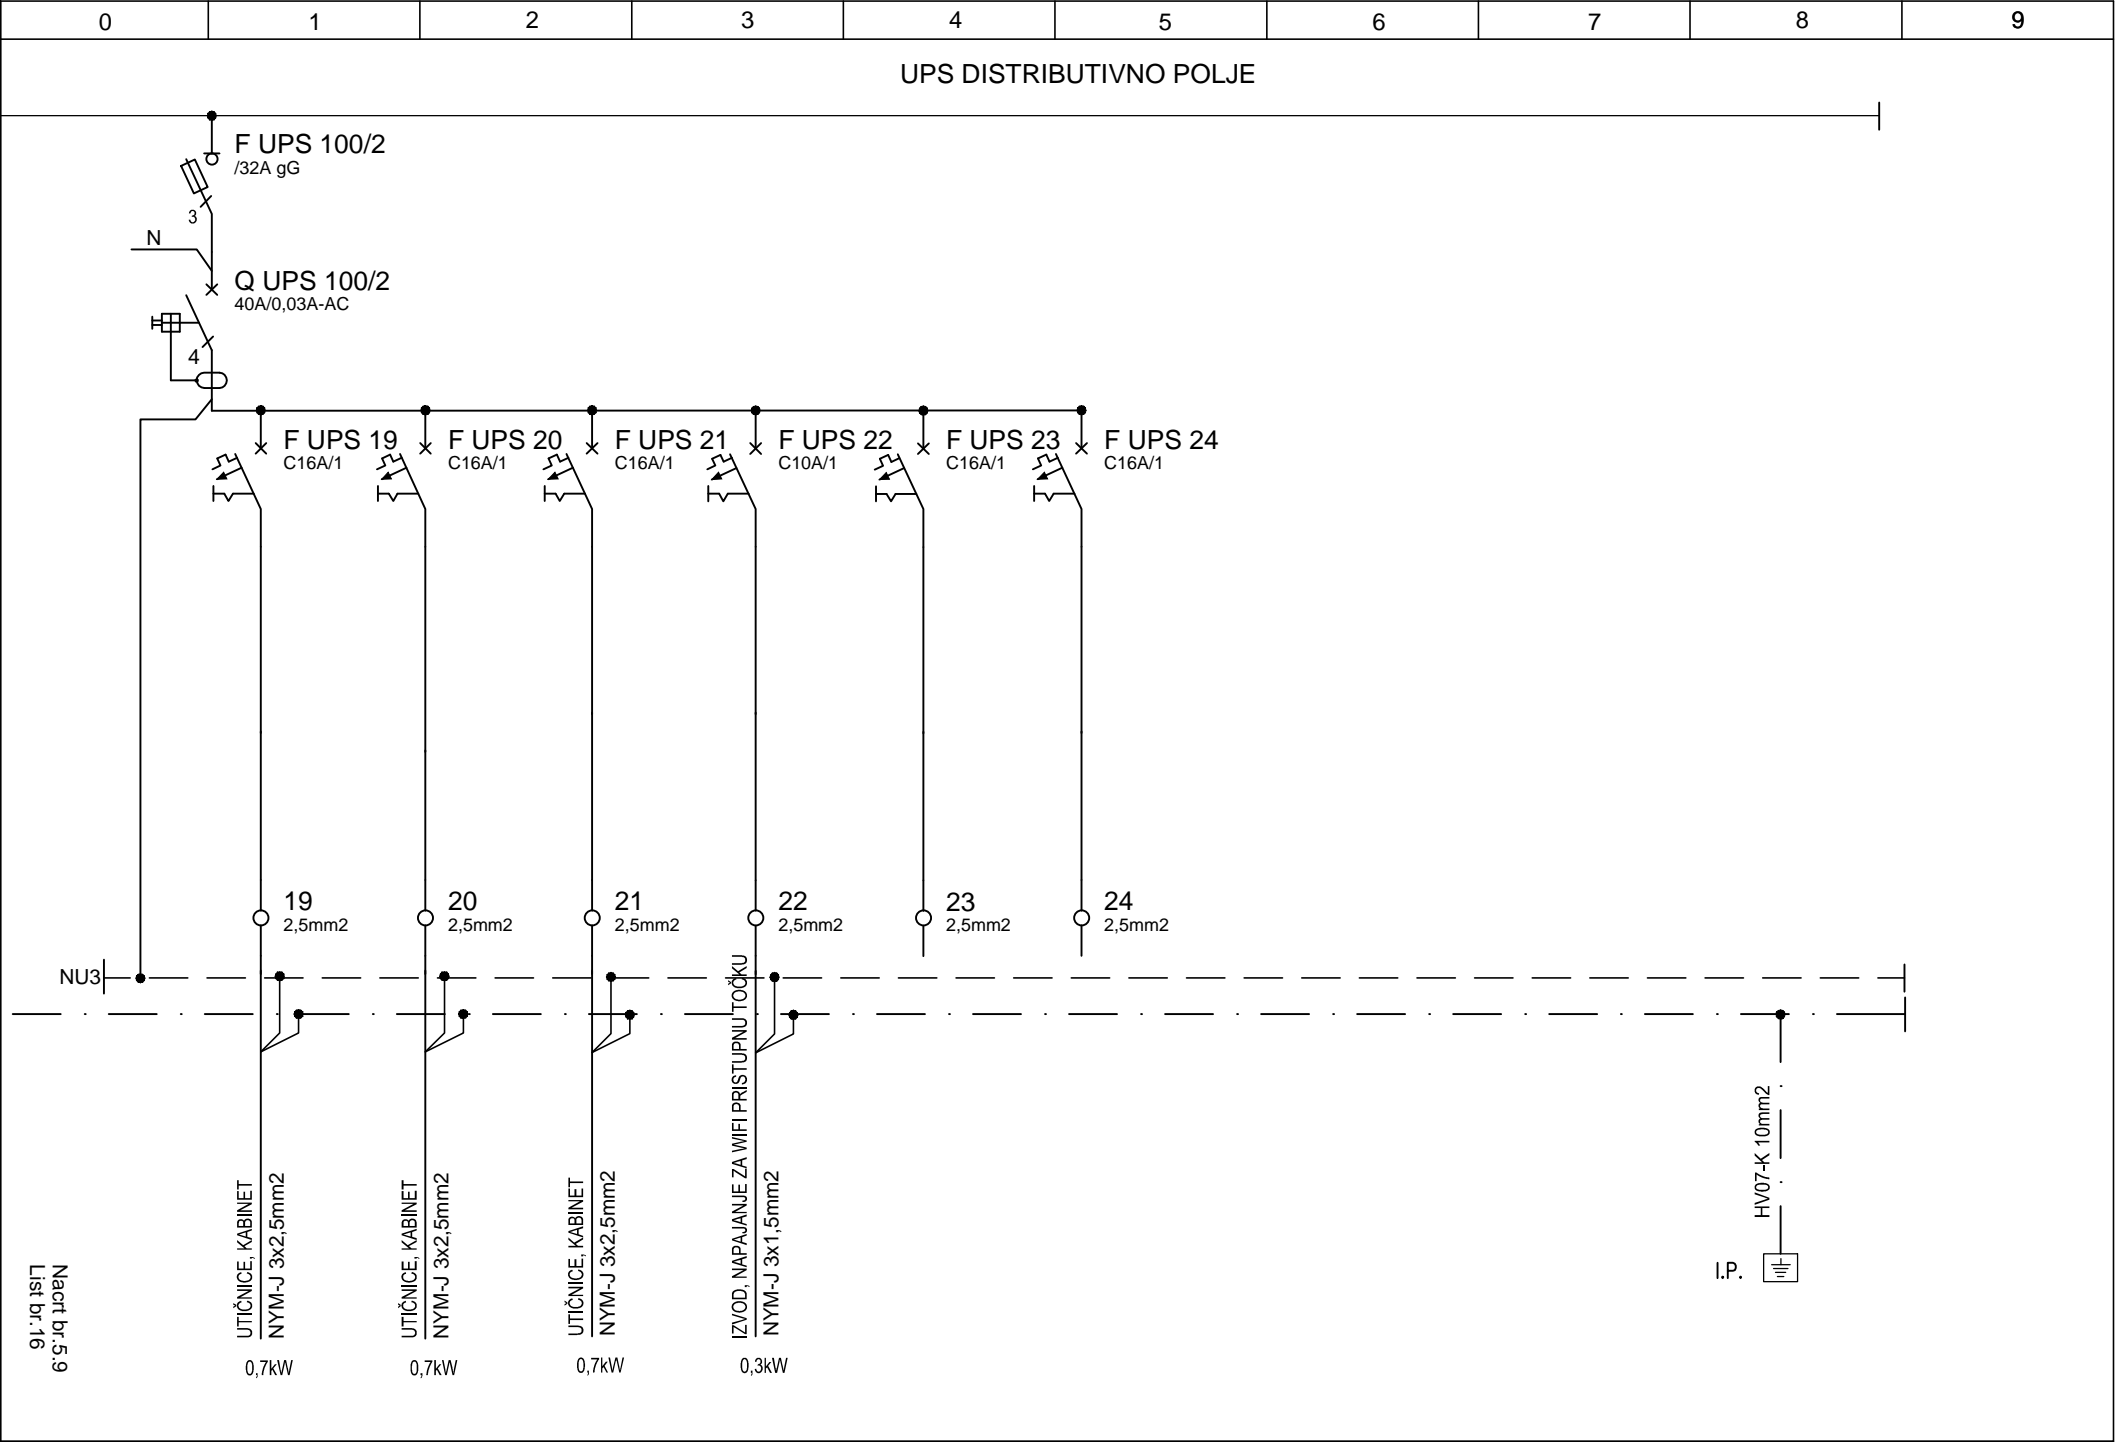 0 1 2 3 4 5 6 7 8 9
UPS DISTRIBUTIVNO POLJE
F UPS 100/2
/32A gG
3
N
Q UPS 100/2
40A/0,03A-AC
4
F UPS 19
C16A/1
F UPS 20
C16A/1
F UPS 21
C16A/1
F UPS 22
C10A/1
F UPS 23
C16A/1
F UPS 24
C16A/1
19
2,5mm2
20
2,5mm2
21
2,5mm2
22
2,5mm2
23
2,5mm2
24
2,5mm2
NU3
UTIČNICE, KABINET
NYM-J 3x2,5mm2
0,7kW
UTIČNICE, KABINET
NYM-J 3x2,5mm2
0,7kW
UTIČNICE, KABINET
NYM-J 3x2,5mm2
0,7kW
IZVOD, NAPAJANJE ZA WIFI PRISTUPNU TOČKU
NYM-J 3x1,5mm2
0,3kW
HV07-K 10mm2
I.P.
Nacrt br.5.9
List br.16